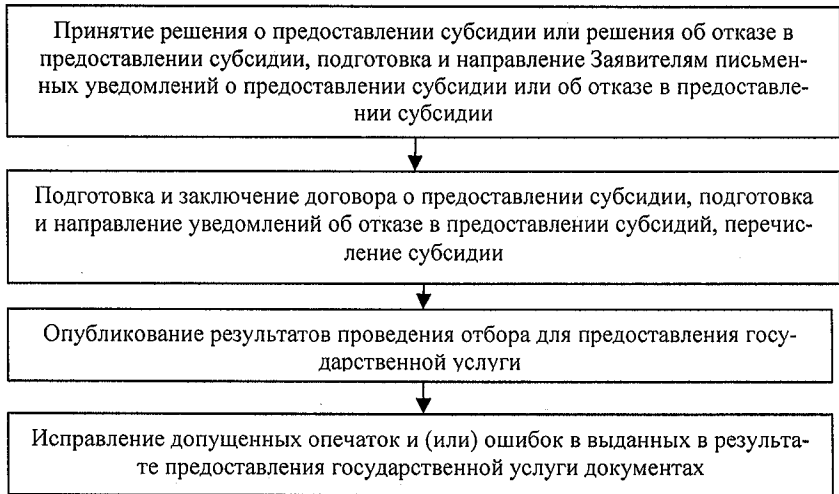 Принятие решения о предоставлении субсидии или решения об отказе в
предоставлении субсидии, подготовка и направление Заявителям письмен-
ных уведомлений о предоставлении субсидии или об отказе в предоставле-
нии субсидии
Подготовка и заключение договора о предоставлении субсидии, подготовка
и направление уведомлений об отказе в предоставлении субсидий, перечис-
ление субсидии
Опубликование результатов проведения отбора для предоставления госу-
дарственной услуги
Исправление допущенных опечаток и (или) ошибок в выданных в результа-
те предоставления государственной услуги документах